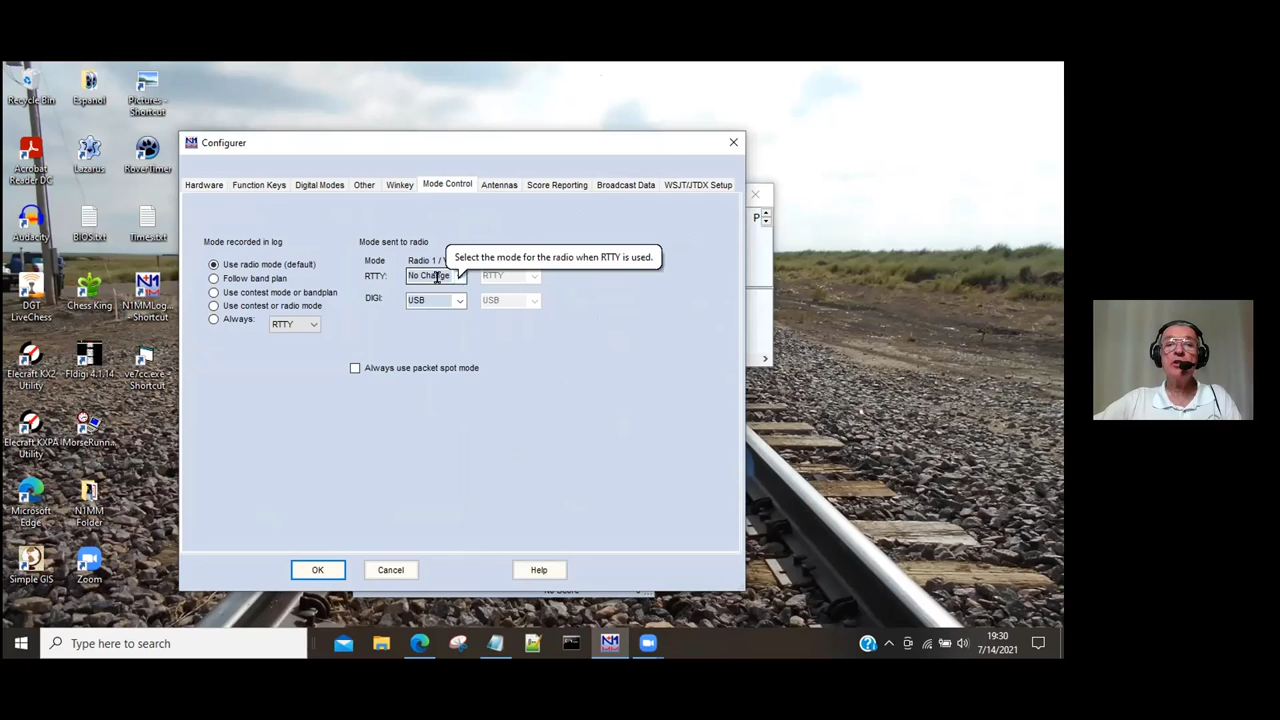 Recycle Bin
Espanol
Pictures - Shortcut
Acrobat Reader DC
Lazarus
RoverTimer
Audacity
BIOS.txt
Times.txt
DGT LiveChess
Chess King
N1MMLog... - Shortcut
Elecraft KX2 Utility
Fldigi 4.1.14
ve7cc.exe - Shortcut
Elecraft KXPA Utility
MorseRunn...
Microsoft Edge
N1MM Folder
Simple GIS
Zoom
Configurer
Hardware Function Keys Digital Modes Other Winkey Mode Control Antennas Score Reporting Broadcast Data WSJT/JTDX Setup
Mode recorded in log
Use radio mode (default)
Follow band plan
Use contest mode or bandplan
Use contest or radio mode
Always: RTTY
Mode sent to radio
Mode Radio 1 /
Select the mode for the radio when RTTY is used.
RTTY: No Change RTTY
DIGI: USB USB
Always use packet spot mode
OK Cancel Help
P
Type here to search
19:30
7/14/2021